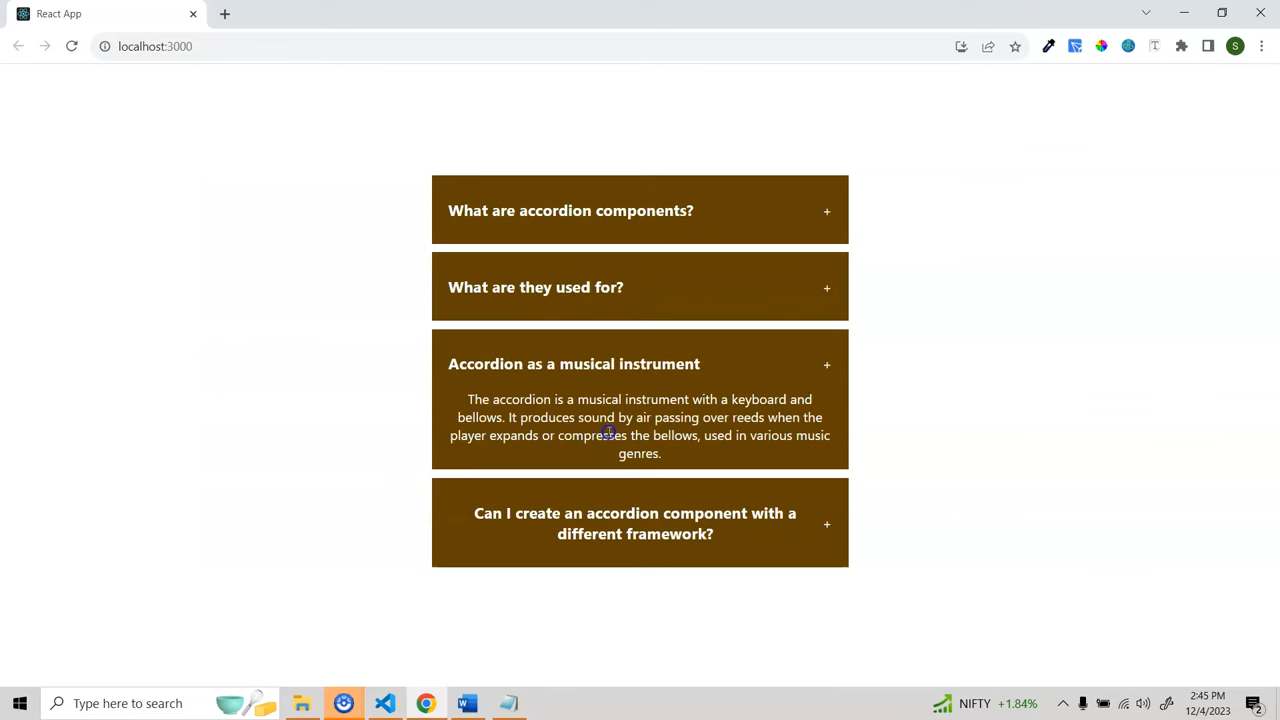 React App
localhost:3000
S
What are accordion components?
+
What are they used for?
+
Accordion as a musical instrument
+
The accordion is a musical instrument with a keyboard and
bellows. It produces sound by air passing over reeds when the
player expands or compresses the bellows, used in various music
genres.
Can I create an accordion component with a
different framework?
+
Type here to search
NIFTY +1.84%
2:45 PM
12/4/2023
2